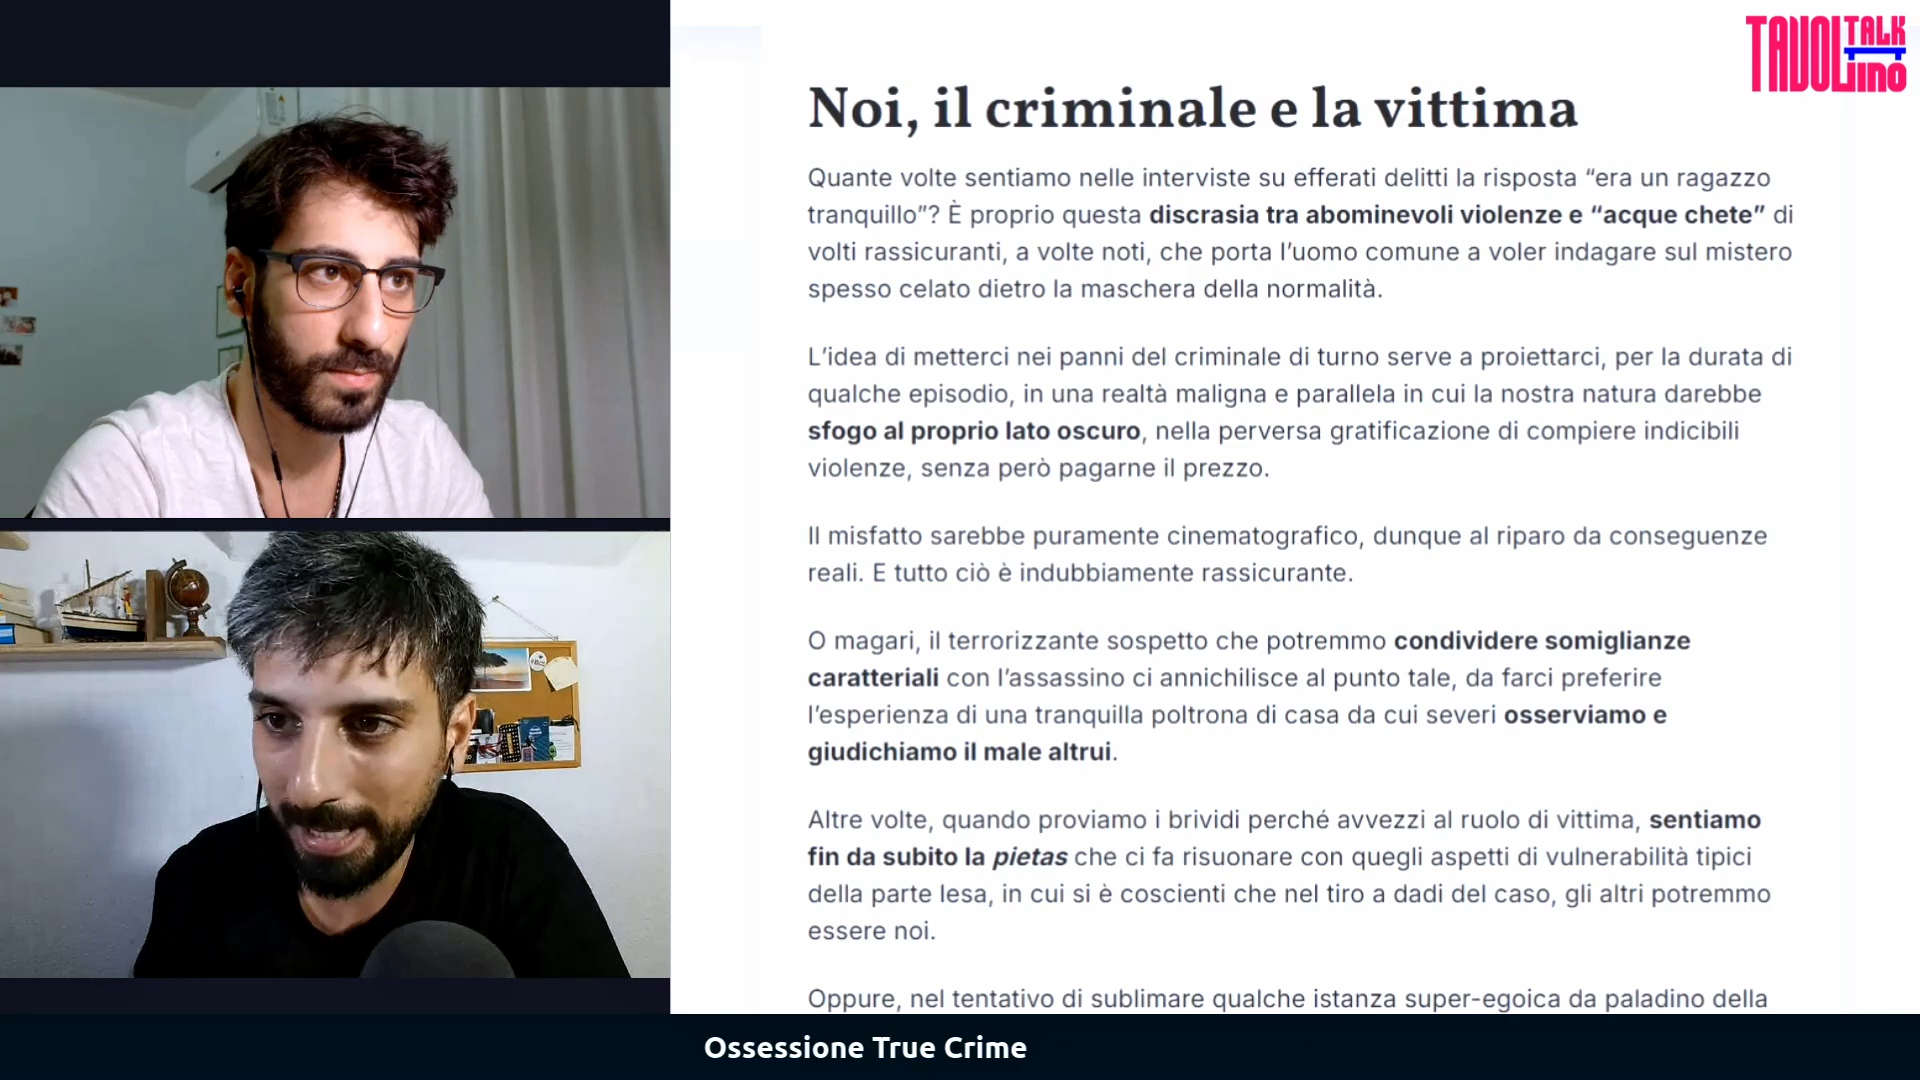 TAVOL TALK
iino
Noi, il criminale e la vittima
Quante volte sentiamo nelle interviste su efferati delitti la risposta “era un ragazzo
tranquillo”? È proprio questa discrasia tra abominevoli violenze e “acque chete” di
volti rassicuranti, a volte noti, che porta l’uomo comune a voler indagare sul mistero
spesso celato dietro la maschera della normalità.
L’idea di metterci nei panni del criminale di turno serve a proiettarci, per la durata di
qualche episodio, in una realtà maligna e parallela in cui la nostra natura darebbe
sfogo al proprio lato oscuro, nella perversa gratificazione di compiere indicibili
violenze, senza però pagarne il prezzo.
Il misfatto sarebbe puramente cinematografico, dunque al riparo da conseguenze
reali. E tutto ciò è indubbiamente rassicurante.
O magari, il terrorizzante sospetto che potremmo condividere somiglianze
caratteriali con l’assassino ci annichilisce al punto tale, da farci preferire
l’esperienza di una tranquilla poltrona di casa da cui severi osserviamo e
giudichiamo il male altrui.
Altre volte, quando proviamo i brividi perché avvezzi al ruolo di vittima, sentiamo
fin da subito la pietas che ci fa risuonare con quegli aspetti di vulnerabilità tipici
della parte lesa, in cui si è coscienti che nel tiro a dadi del caso, gli altri potremmo
essere noi.
Oppure, nel tentativo di sublimare qualche istanza super-egoica da paladino della
Ossessione True Crime